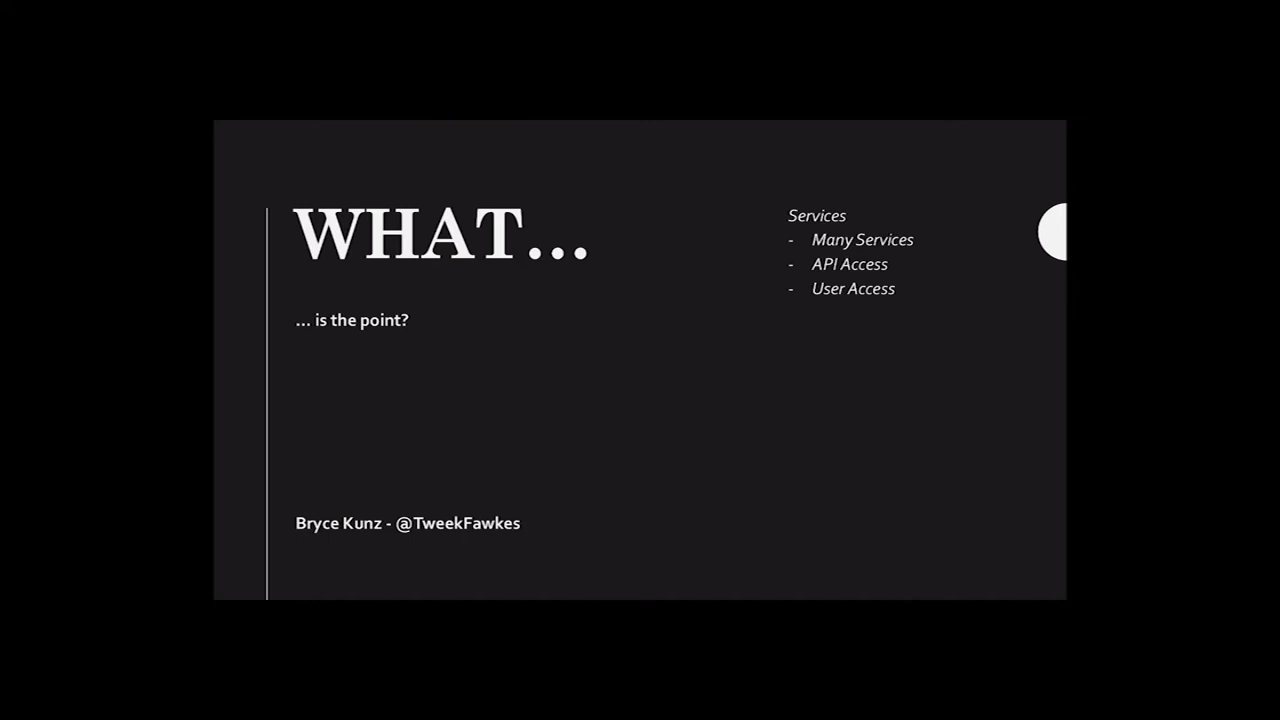 WHAT...
... is the point?
Bryce Kunz - @TweekFawkes
Services
- Many Services
- API Access
- User Access